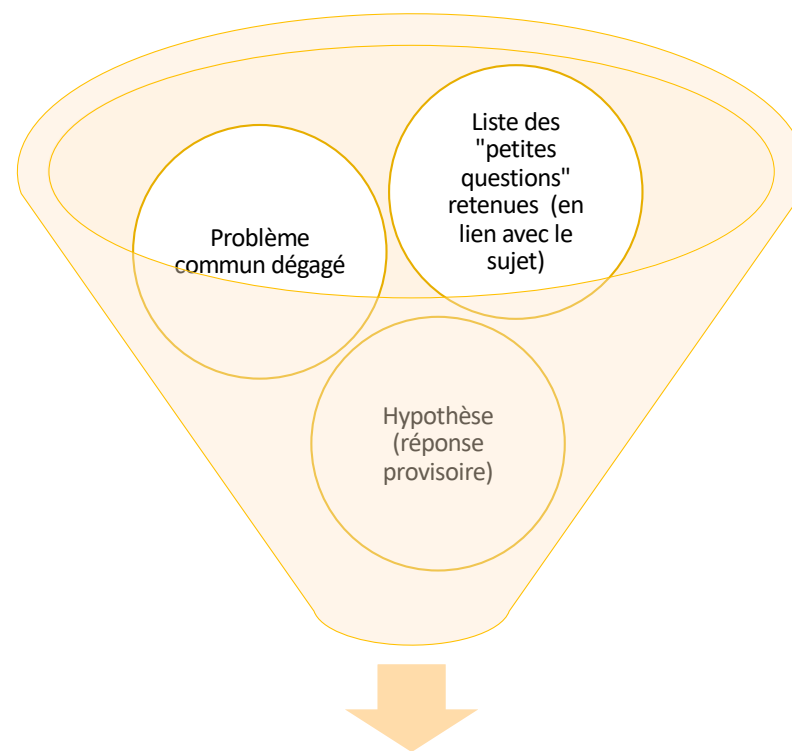 Liste des
"petites
questions"
retenues (en
lien avec le
sujet)
Problème
commun dégagé
Hypothèse
(réponse
provisoire)